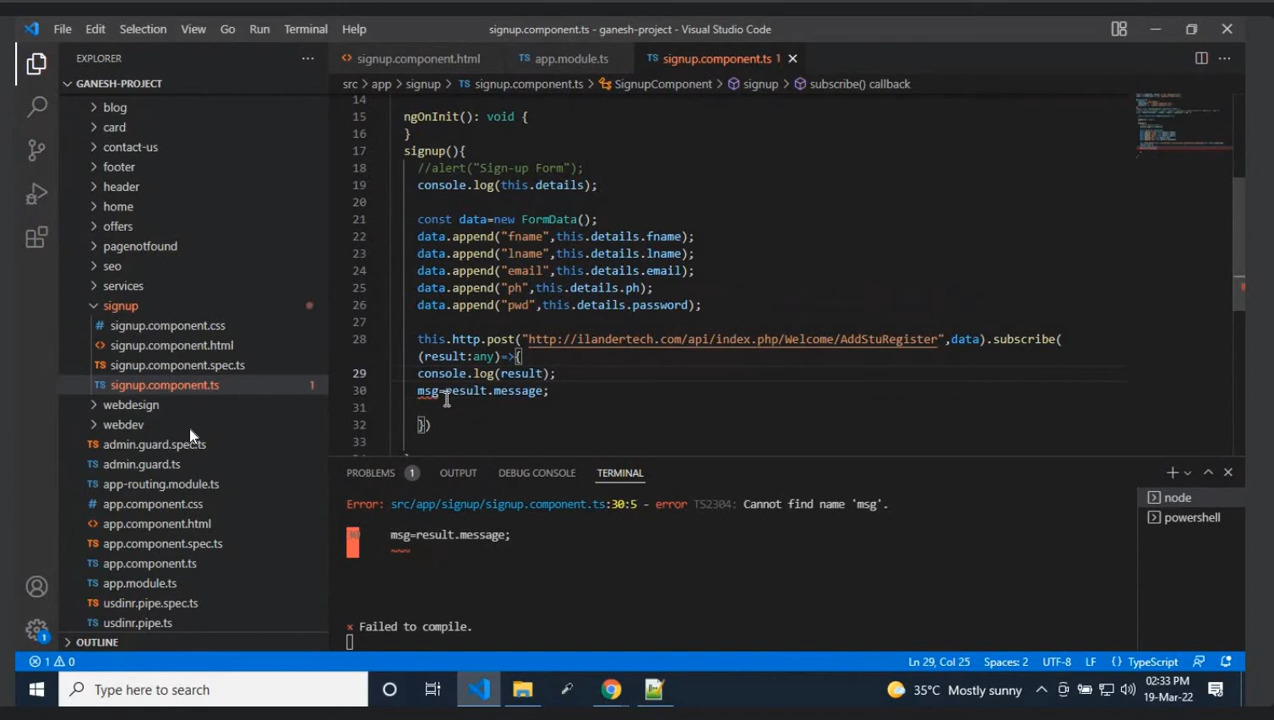 File Edit Selection View Go Run Terminal Help signup.component.ts - ganesh-project - Visual Studio Code
EXPLORER
signup.component.html app.module.ts signup.component.ts 1
GANESH-PROJECT
src > app > signup > signup.component.ts > SignupComponent > signup > subscribe() callback
blog
card
contact-us
footer
header
home
offers
pagenotfound
seo
services
signup
signup.component.css
signup.component.html
signup.component.spec.ts
signup.component.ts 1
webdesign
webdev
admin.guard.spec.ts
admin.guard.ts
app-routing.module.ts
app.component.css
app.component.html
app.component.spec.ts
app.component.ts
app.module.ts
usdinr.pipe.spec.ts
usdinr.pipe.ts
OUTLINE
14
15 ngOnInit(): void {
16 }
17 signup(){
18 //alert("Sign-up Form");
19 console.log(this.details);
20
21 const data=new FormData();
22 data.append("fname",this.details.fname);
23 data.append("lname",this.details.lname);
24 data.append("email",this.details.email);
25 data.append("ph",this.details.ph);
26 data.append("pwd",this.details.password);
27
28 this.http.post("http://ilandertech.com/api/index.php/Welcome/AddStuRegister",data).subscribe(
(result:any)=>{
29 console.log(result);
30 msg=result.message;
31
32 })
33
PROBLEMS 1 OUTPUT DEBUG CONSOLE TERMINAL
node
powershell
Error: src/app/signup/signup.component.ts:30:5 - error TS2304: Cannot find name 'msg'.
30 msg=result.message;
~~~
× Failed to compile.
1 0 Ln 29, Col 25 Spaces: 2 UTF-8 LF {} TypeScript
1
Type here to search
35°C Mostly sunny
02:33 PM
19-Mar-22